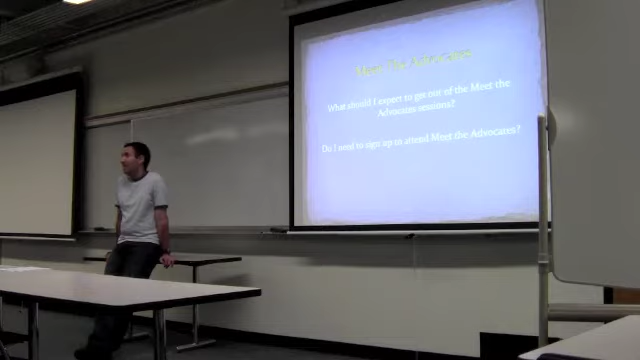 Meet The Advocates
What should I expect to get out of the Meet the
Advocates sessions?
Do I need to sign up to attend Meet the Advocates?